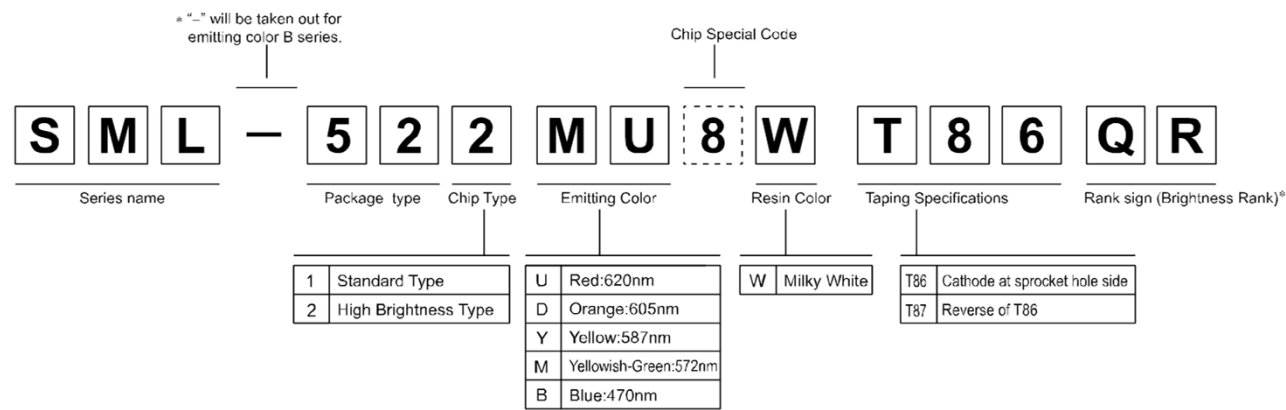 * “–” will be taken out for
emitting color B series.
Chip Special Code
S M L – 5 2 2 M U 8 W T 8 6 Q R
Series name
Package type
Chip Type
Emitting Color
Resin Color
Taping Specifications
Rank sign (Brightness Rank)*
1 Standard Type
2 High Brightness Type
U Red:620nm
D Orange:605nm
Y Yellow:587nm
M Yellowish-Green:572nm
B Blue:470nm
W Milky White
T86 Cathode at sprocket hole side
T87 Reverse of T86